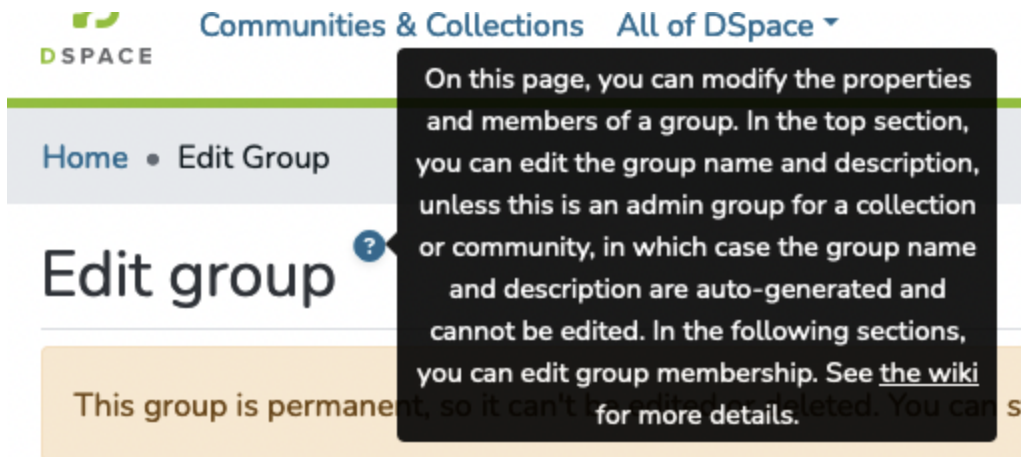 Communities & Collections All of DSpace
DSPACE
On this page, you can modify the properties
and members of a group. In the top section,
you can edit the group name and description,
unless this is an admin group for a collection
or community, in which case the group name
and description are auto-generated and
cannot be edited. In the following sections,
you can edit group membership. See the wiki
for more details.
Home • Edit Group
Edit group ?
This group is permanent, so it can't be edited or deleted. You can s